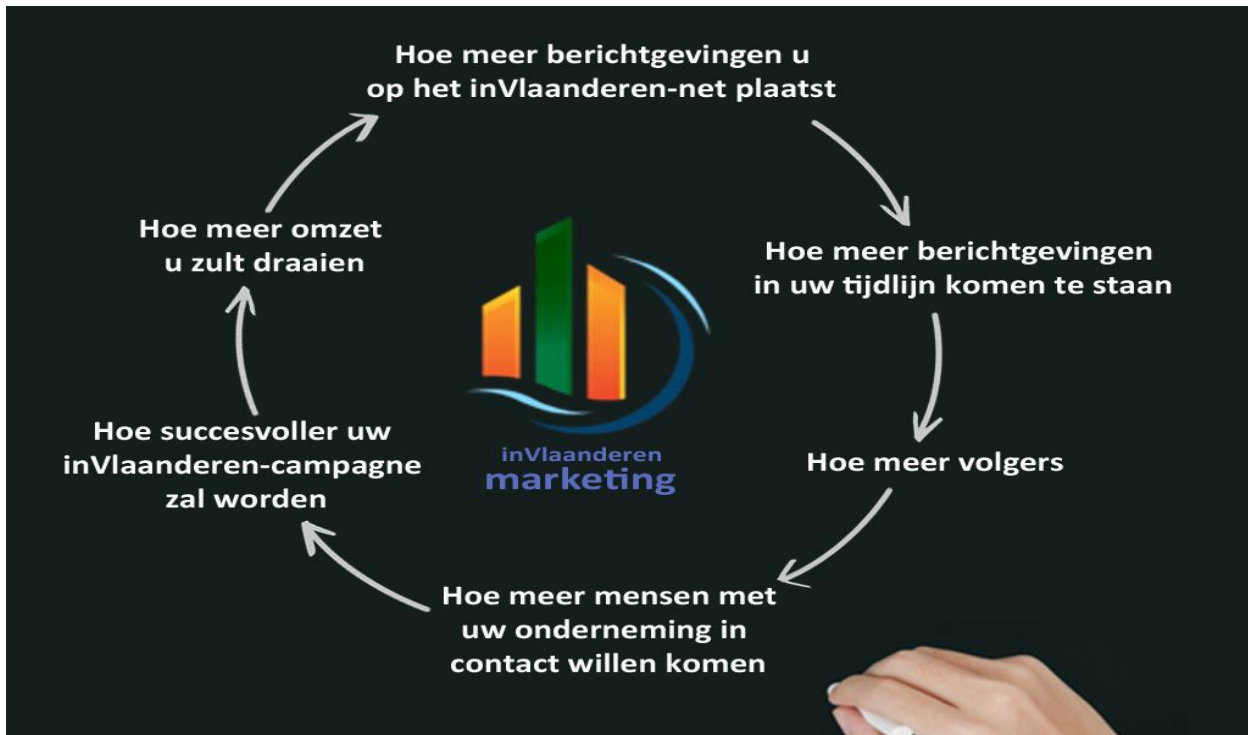 Hoe meer berichtgevingen u
op het inVlaanderen-net plaatst
Hoe meer berichtgevingen
in uw tijdlijn komen te staan
Hoe meer volgers
Hoe meer mensen met
uw onderneming in
contact willen komen
Hoe succesvoller uw
inVlaanderen-campagne
zal worden
Hoe meer omzet
u zult draaien
inVlaanderen
marketing